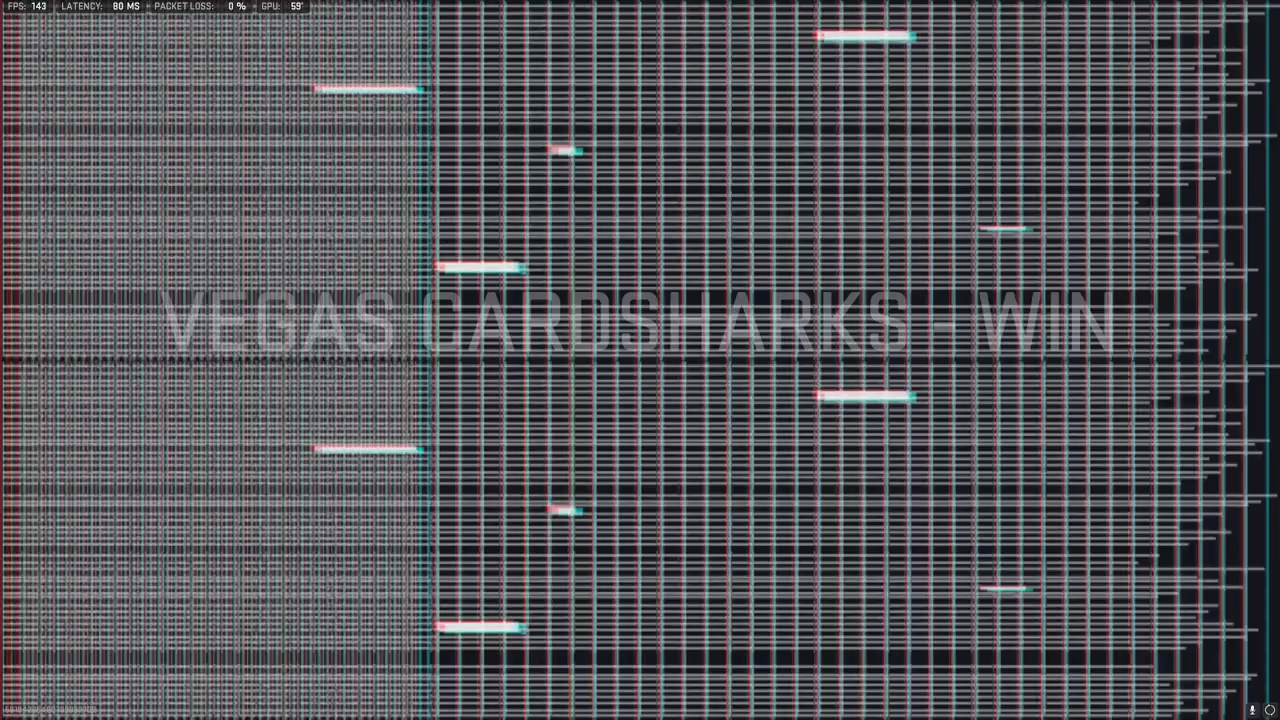 FPS: 143 LATENCY: 80 MS PACKET LOSS: 0 % GPU: 59°
VEGAS CARDSHARKS - WIN